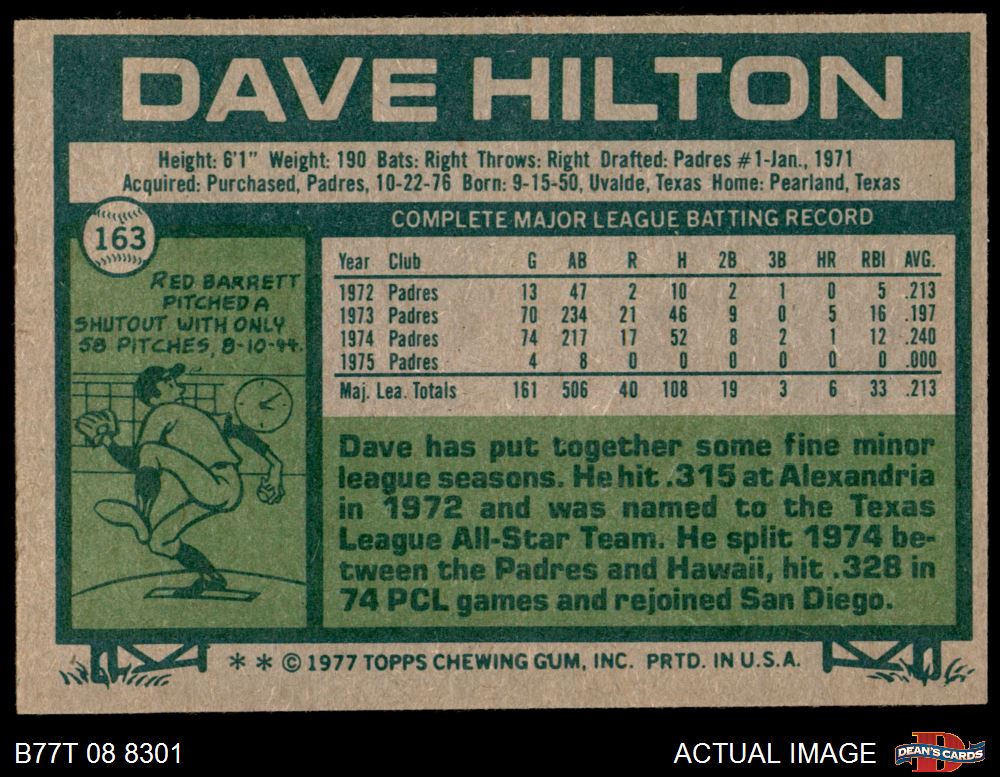 DAVE HILTON
Height: 6'1" Weight: 190 Bats: Right Throws: Right Drafted: Padres #1-Jan., 1971
Acquired: Purchased, Padres, 10-22-76 Born: 9-15-50, Uvalde, Texas Home: Pearland, Texas
163
COMPLETE MAJOR LEAGUE BATTING RECORD
RED BARRETT
PITCHED A
SHUTOUT WITH ONLY
58 PITCHES, 8-10-44.
Year Club G AB R H 2B 3B HR RBI AVG.
1972 Padres 13 47 2 10 2 1 0 5 .213
1973 Padres 70 234 21 46 9 0 5 16 .197
1974 Padres 74 217 17 52 8 2 1 12 .240
1975 Padres 4 8 0 0 0 0 0 0 .000
Maj. Lea. Totals 161 506 40 108 19 3 6 33 .213
Dave has put together some fine minor
league seasons. He hit .315 at Alexandria
in 1972 and was named to the Texas
League All-Star Team. He split 1974 be-
tween the Padres and Hawaii, hit .328 in
74 PCL games and rejoined San Diego.
* * © 1977 TOPPS CHEWING GUM, INC. PRTD. IN U.S.A.
B77T 08 8301
ACTUAL IMAGE
D
DEAN'S CARDS